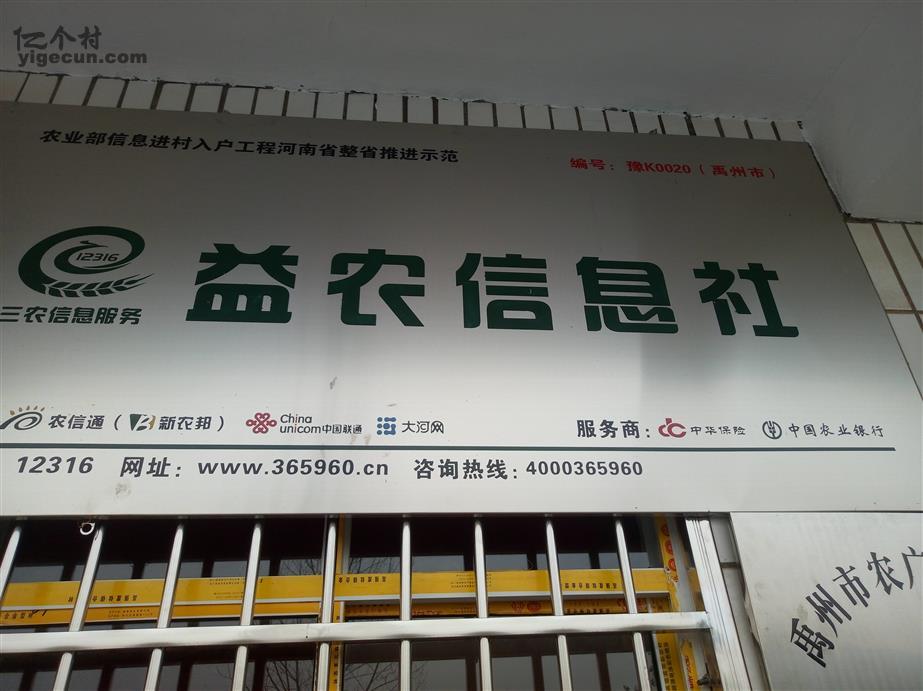 亿个村
yigecun.com
农业部信息进村入户工程河南省整省推进示范
编号：豫K0020（禹州市）
12316
三农信息服务
益农信息社
农信通（新农邦） China unicom中国联通 大河网 服务商：中华保险 中国农业银行
12316 网址：www.365960.cn 咨询热线：4000365960
禹州市农广